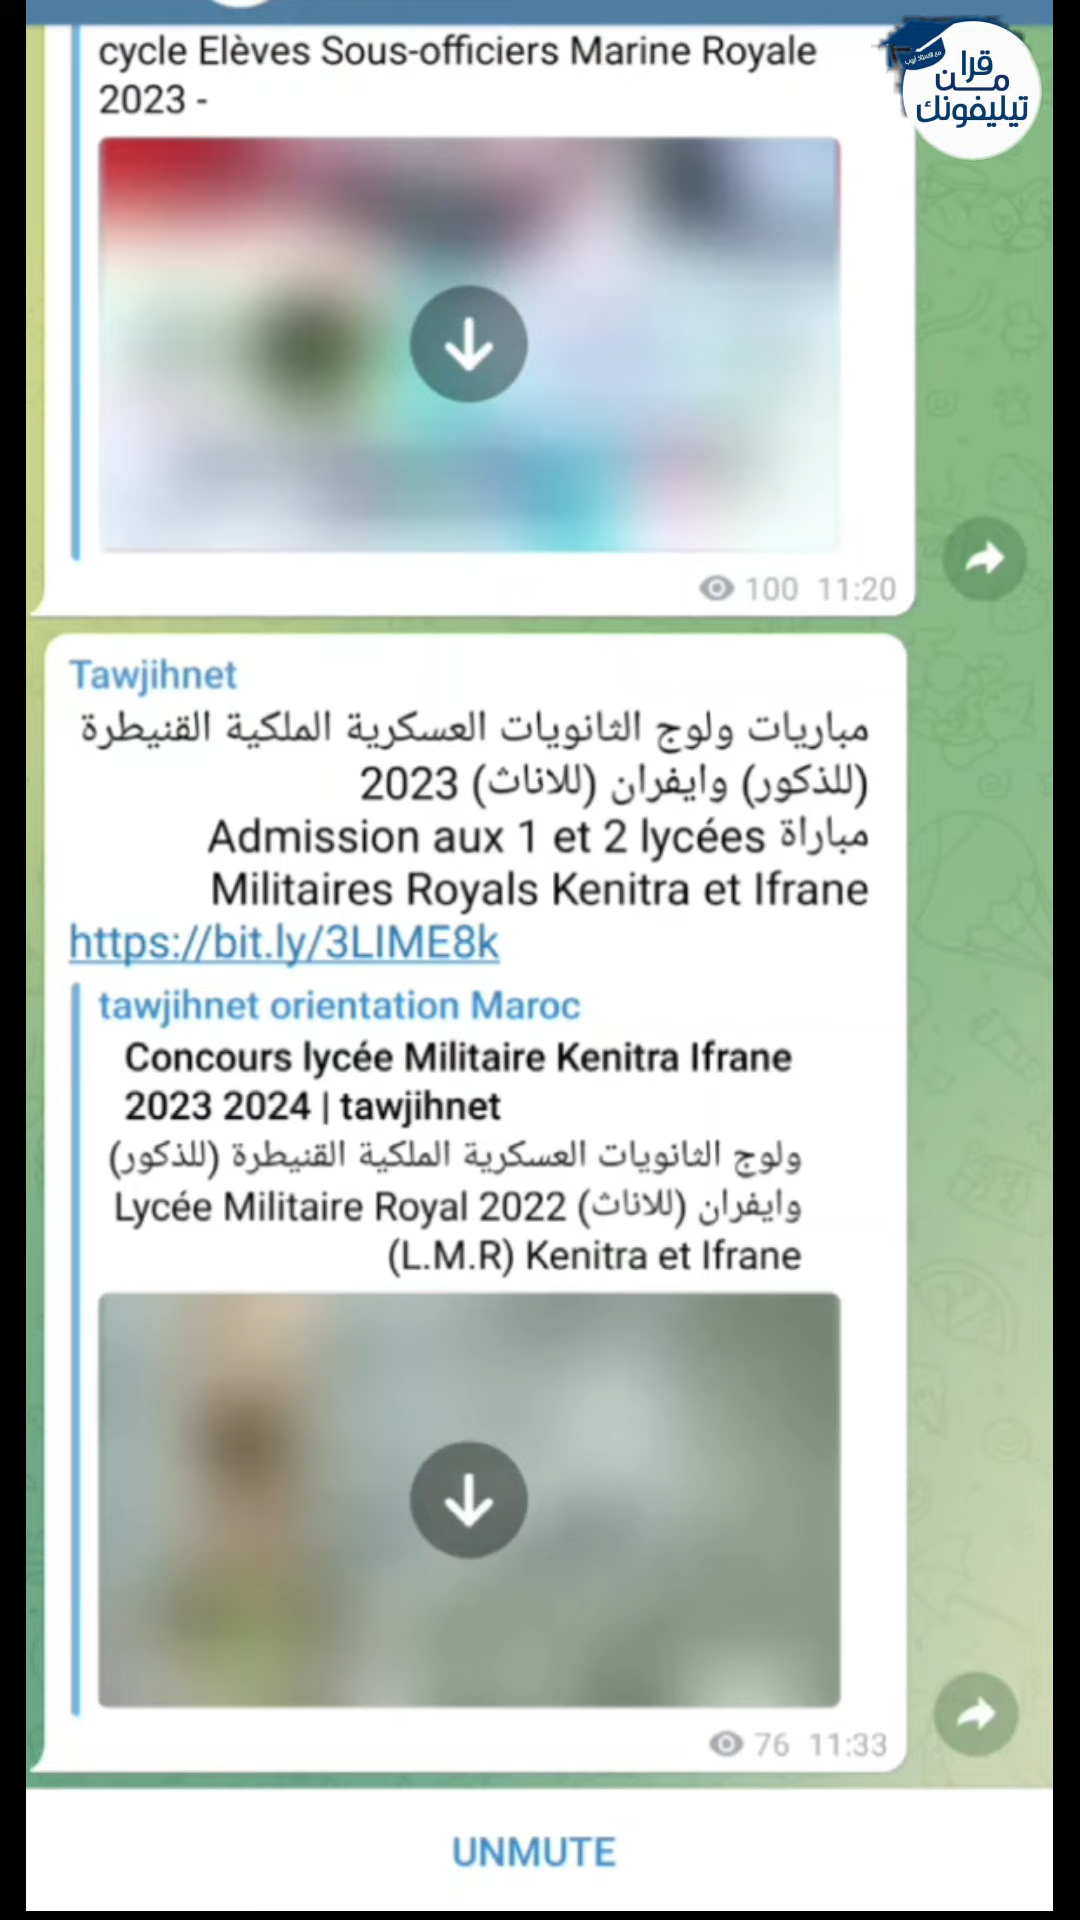 cycle Elèves Sous-officiers Marine Royale
2023 -
قرا
مــن
تيليفونك
100 11:20
Tawjihnet
مباريات ولوج الثانويات العسكرية الملكية القنيطرة
(للذكور) وايفران (للاناث) 2023
مباراة Admission aux 1 et 2 lycées
Militaires Royals Kenitra et Ifrane
https://bit.ly/3LIME8k
tawjihnet orientation Maroc
Concours lycée Militaire Kenitra Ifrane
2023 2024 | tawjihnet
ولوج الثانويات العسكرية الملكية القنيطرة (للذكور)
وايفران (للاناث) 2022 Lycée Militaire Royal
(L.M.R) Kenitra et Ifrane
76 11:33
UNMUTE